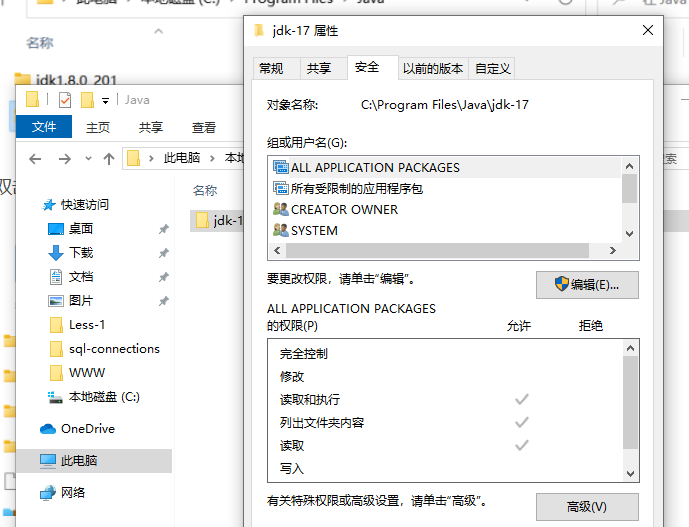 此电脑 本地磁盘 (C:) Program Files Java
名称
jdk1.8.0_201
Java
文件 主页 共享 查看
此电脑
名称
快速访问
桌面
下载
文档
图片
Less-1
sql-connections
WWW
本地磁盘 (C:)
OneDrive
此电脑
网络
jdk-1
jdk-17 属性
常规 共享 安全 以前的版本 自定义
对象名称: C:\Program Files\Java\jdk-17
组或用户名(G):
ALL APPLICATION PACKAGES
所有受限制的应用程序包
CREATOR OWNER
SYSTEM
要更改权限，请单击"编辑"。
编辑(E)...
ALL APPLICATION PACKAGES
的权限(P) 允许 拒绝
完全控制
修改
读取和执行
列出文件夹内容
读取
写入
有关特殊权限或高级设置，请单击"高级"。
高级(V)